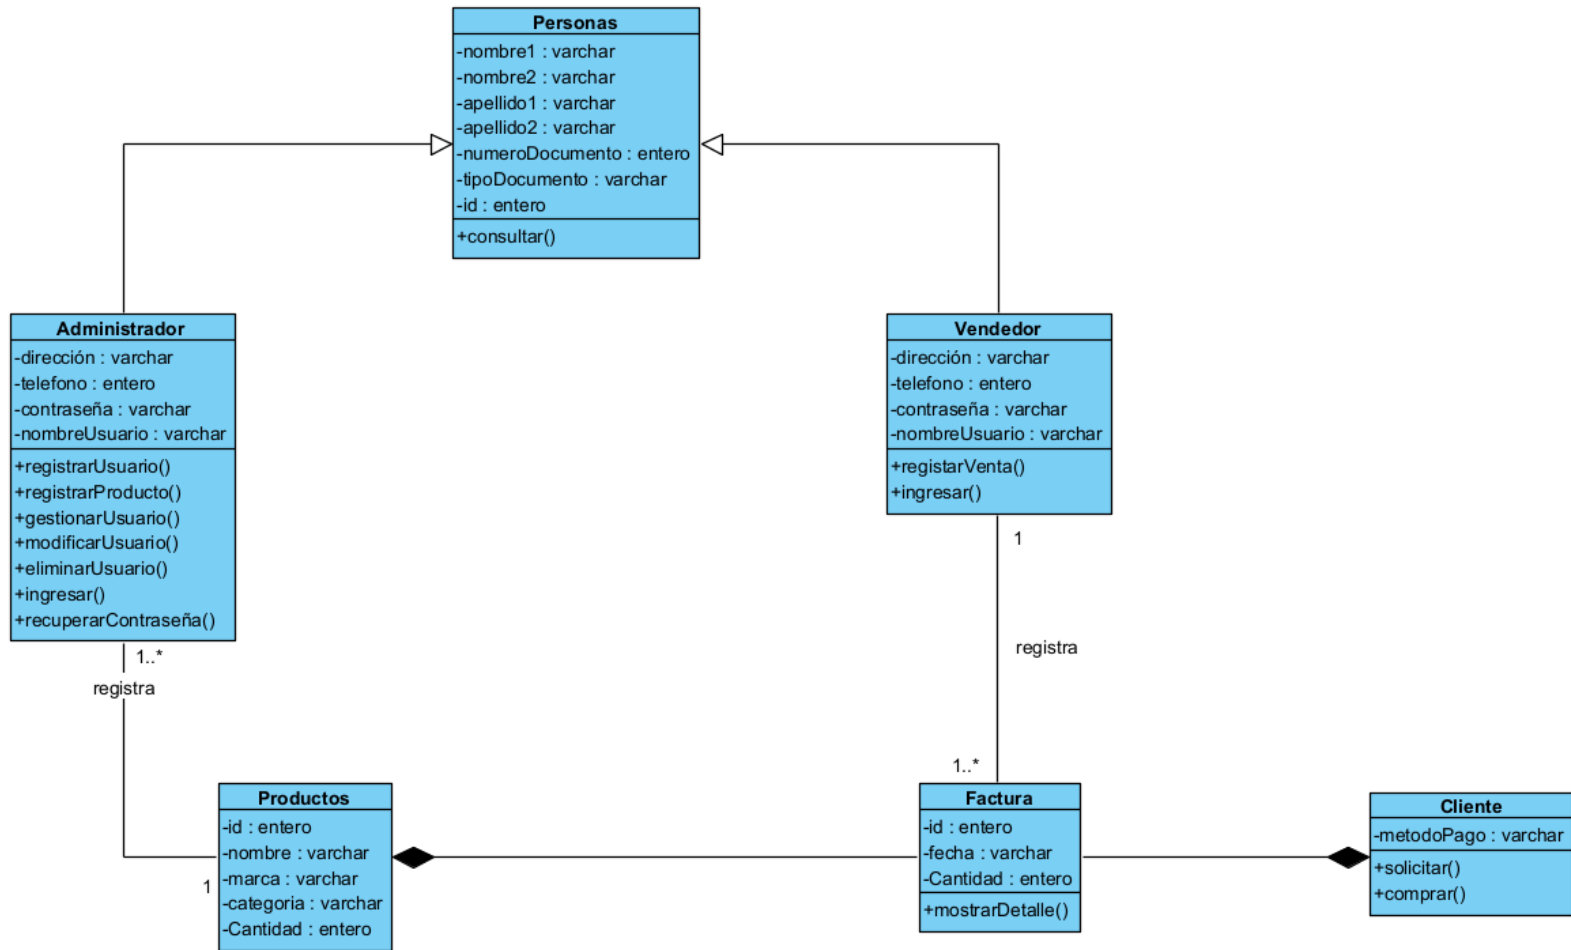 Personas
-nombre1 : varchar
-nombre2 : varchar
-apellido1 : varchar
-apellido2 : varchar
-numeroDocumento : entero
-tipoDocumento : varchar
-id : entero
+consultar()
Administrador
-dirección : varchar
-telefono : entero
-contraseña : varchar
-nombreUsuario : varchar
+registrarUsuario()
+registrarProducto()
+gestionarUsuario()
+modificarUsuario()
+eliminarUsuario()
+ingresar()
+recuperarContraseña()
Vendedor
-dirección : varchar
-telefono : entero
-contraseña : varchar
-nombreUsuario : varchar
+registarVenta()
+ingresar()
1
registra
1..*
1..*
registra
1
Productos
-id : entero
-nombre : varchar
-marca : varchar
-categoria : varchar
-Cantidad : entero
Factura
-id : entero
-fecha : varchar
-Cantidad : entero
+mostrarDetalle()
Cliente
-metodoPago : varchar
+solicitar()
+comprar()